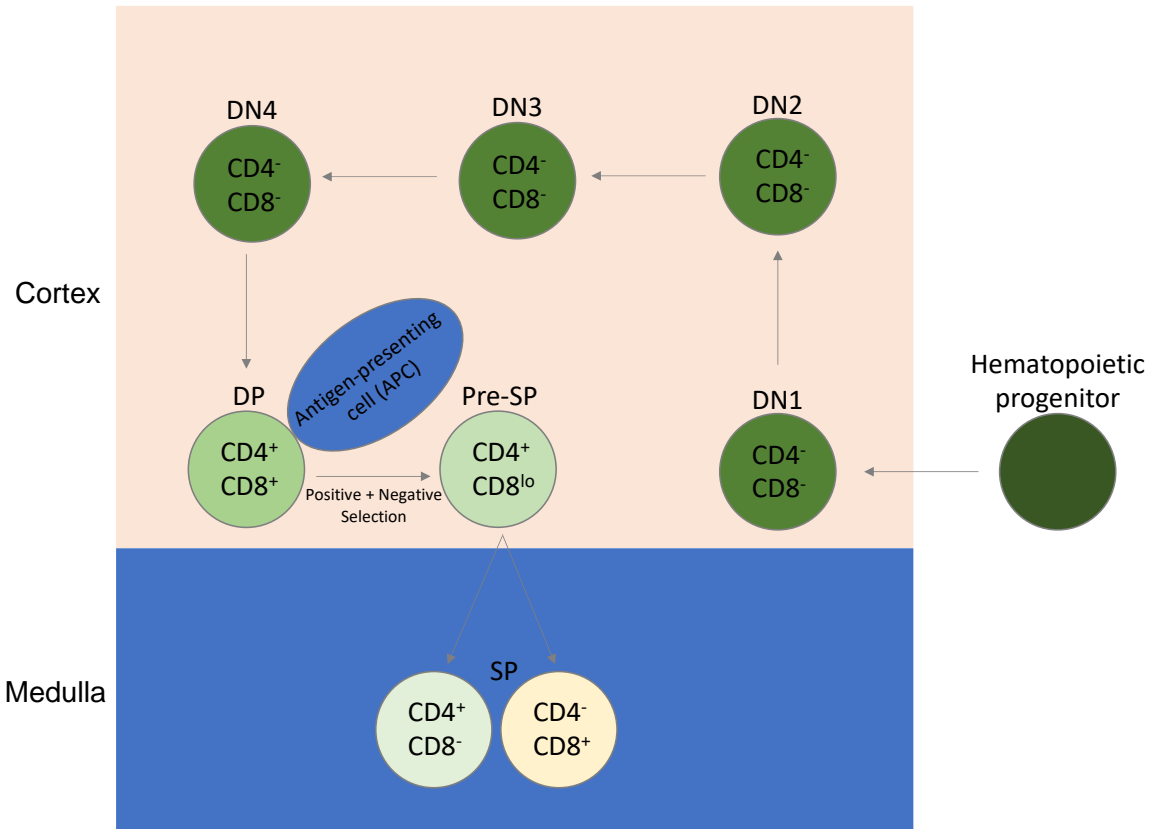 DN4
CD4⁻
CD8⁻
DN3
CD4⁻
CD8⁻
DN2
CD4⁻
CD8⁻
Cortex
Antigen-presenting
cell (APC)
DP
CD4⁺
CD8⁺
Positive + Negative
Selection
Pre-SP
CD4⁺
CD8ˡᵒ
DN1
CD4⁻
CD8⁻
Hematopoietic
progenitor
Medulla
SP
CD4⁺
CD8⁻
CD4⁻
CD8⁺